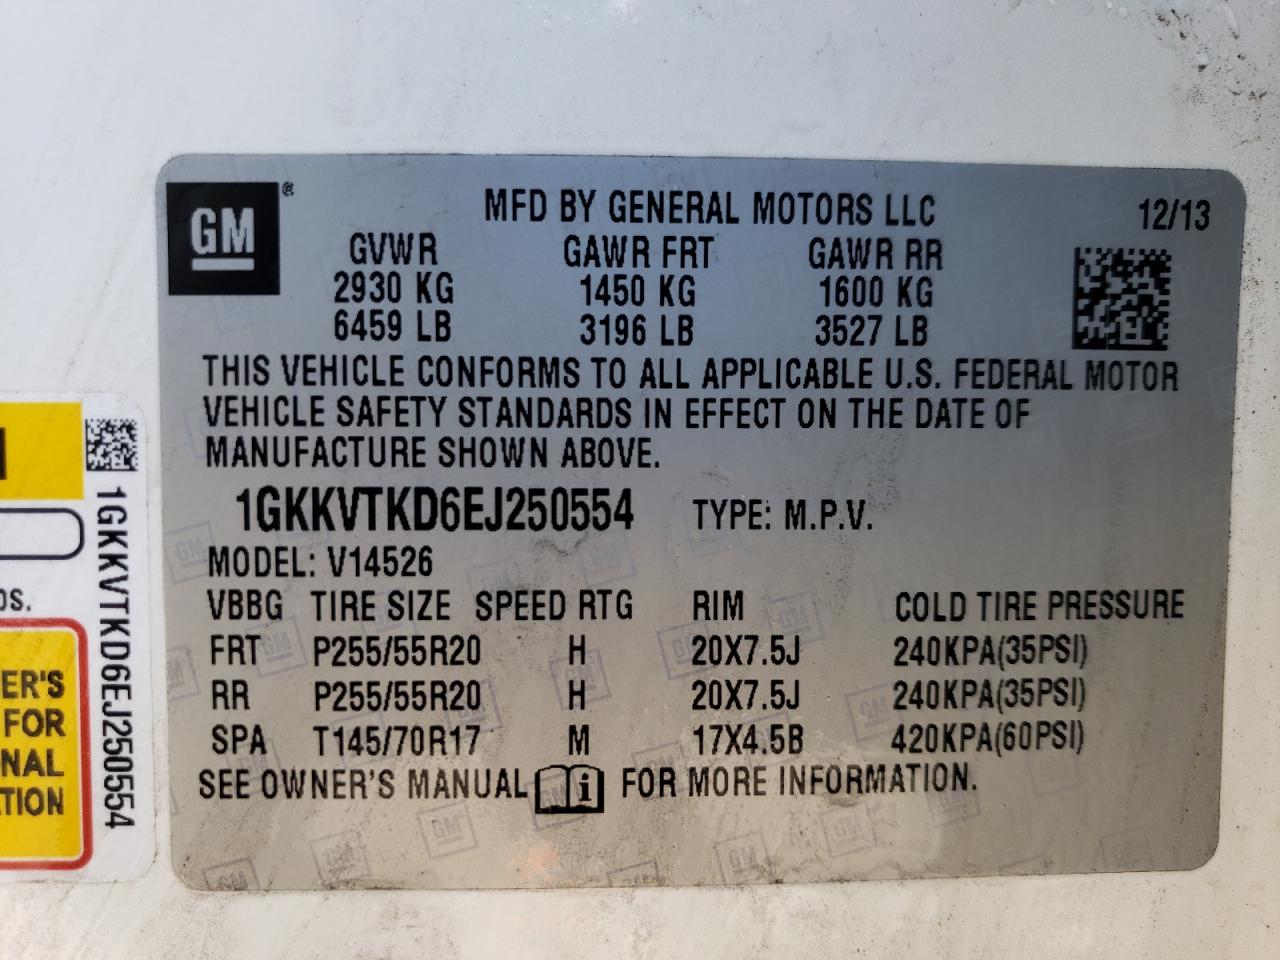 GM ®
MFD BY GENERAL MOTORS LLC 12/13
GVWR GAWR FRT GAWR RR
2930 KG 1450 KG 1600 KG
6459 LB 3196 LB 3527 LB
THIS VEHICLE CONFORMS TO ALL APPLICABLE U.S. FEDERAL MOTOR
VEHICLE SAFETY STANDARDS IN EFFECT ON THE DATE OF
MANUFACTURE SHOWN ABOVE.
1GKKVTKD6EJ250554 TYPE: M.P.V.
MODEL: V14526
VBBG TIRE SIZE SPEED RTG RIM COLD TIRE PRESSURE
FRT P255/55R20 H 20X7.5J 240KPA(35PSI)
RR P255/55R20 H 20X7.5J 240KPA(35PSI)
SPA T145/70R17 M 17X4.5B 420KPA(60PSI)
SEE OWNER'S MANUAL i FOR MORE INFORMATION.
1GKKVTKD6EJ250554
ER'S
FOR
NAL
TION